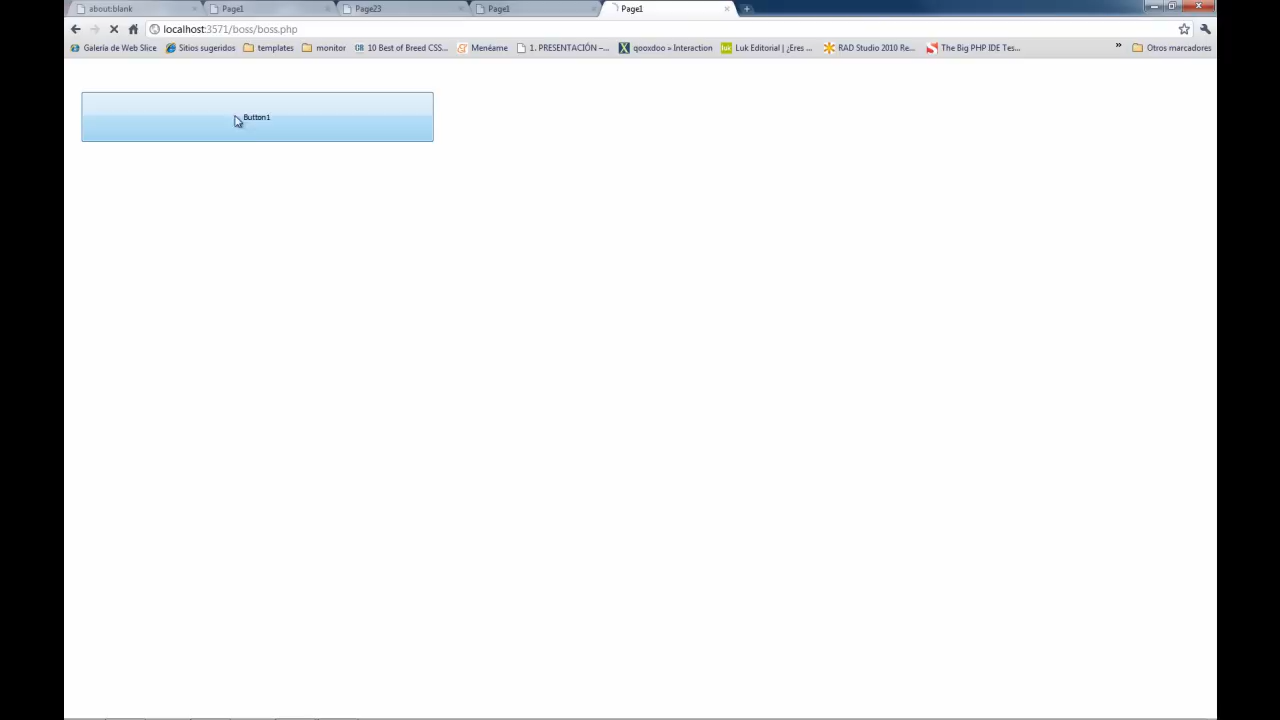 about:blank Page1 Page23 Page1 Page1
localhost:3571/boss/boss.php
Galería de Web Slice Sitios sugeridos templates monitor 10 Best of Breed CSS... Menéame 1. PRESENTACIÓN –... qooxdoo » Interaction Luk Editorial | ¿Eres ... RAD Studio 2010 Re... The Big PHP IDE Tes... » Otros marcadores
Button1